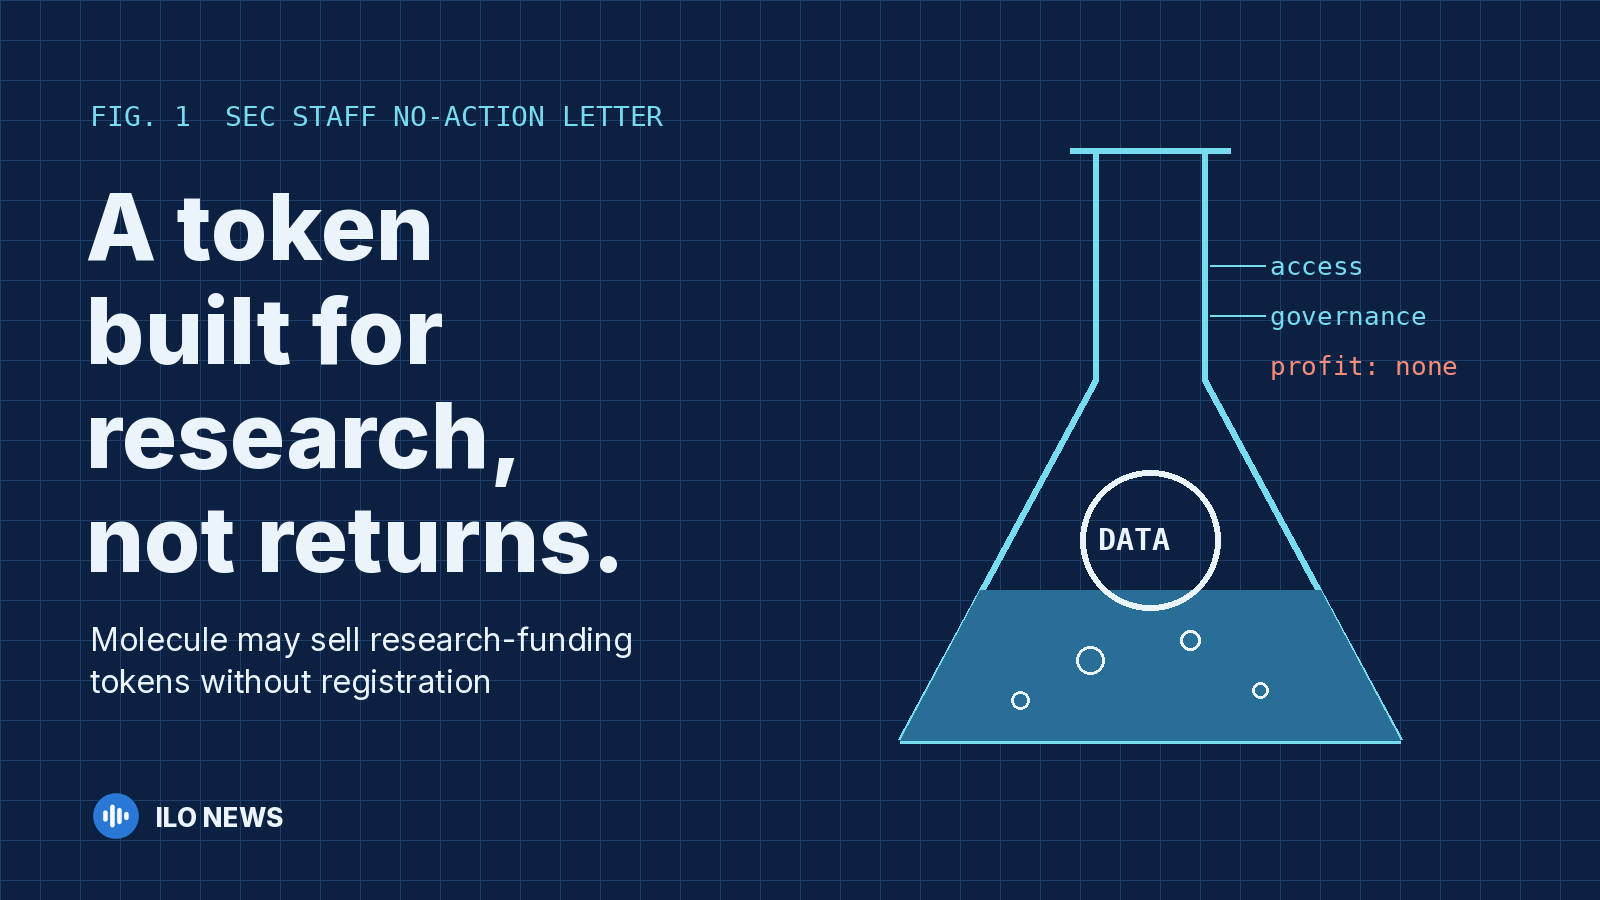 FIG. 1  SEC STAFF NO-ACTION LETTER
A token
built for
research,
not returns.
Molecule may sell research-funding
tokens without registration
access
governance
profit: none
DATA
ILO NEWS